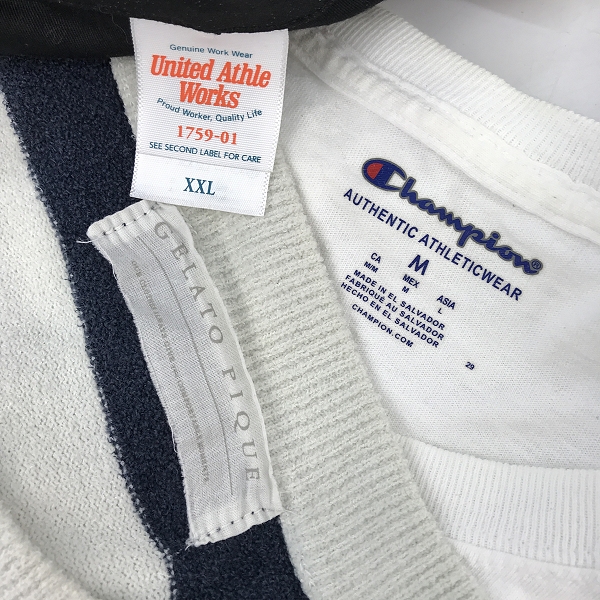 Genuine Work Wear
United Athle
Works
Proud Worker, Quality Life
1759-01
SEE SECOND LABEL FOR CARE
XXL
GELATO PIQUE
Champion
AUTHENTIC ATHLETICWEAR
CA M/M
M
MEX M
ASIA L
MADE IN EL SALVADOR
FABRIQUE AU SALVADOR
HECHO EN EL SALVADOR
CHAMPION.COM
29